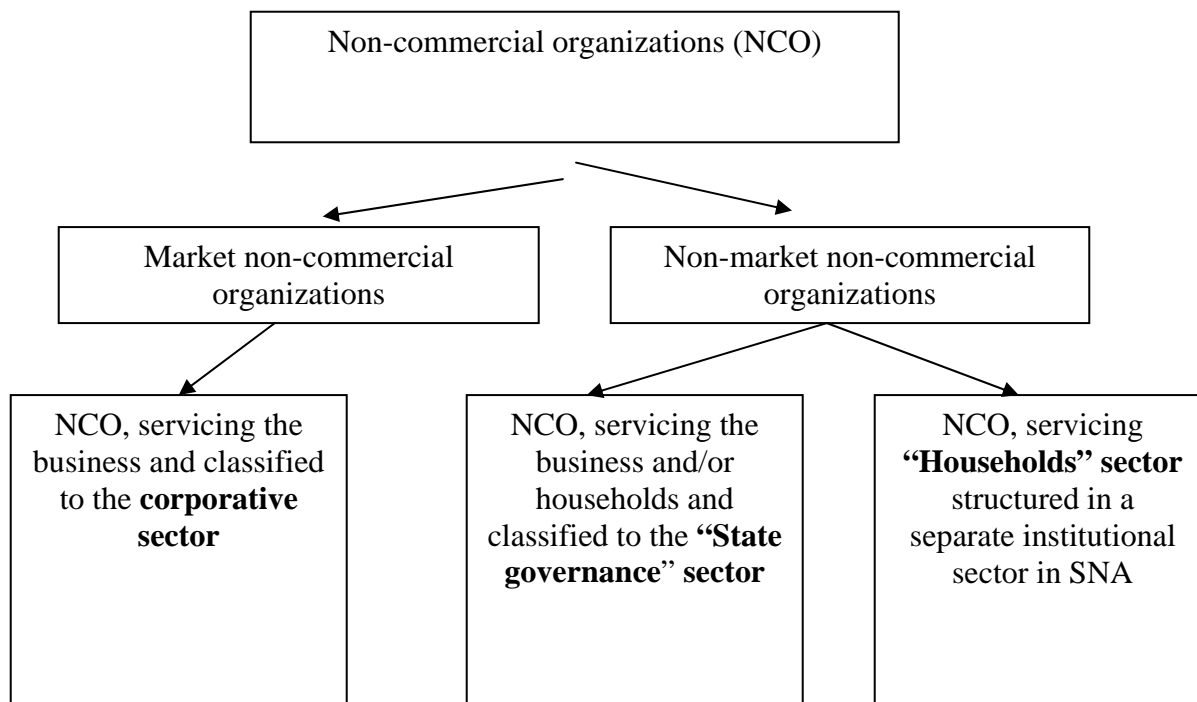 Non-commercial organizations (NCO)
Market non-commercial
organizations
Non-market non-commercial
organizations
NCO, servicing the
business and classified
to the corporative
sector
NCO, servicing the
business and/or
households and
classified to the “State
governance” sector
NCO, servicing
“Households” sector
structured in a
separate institutional
sector in SNA